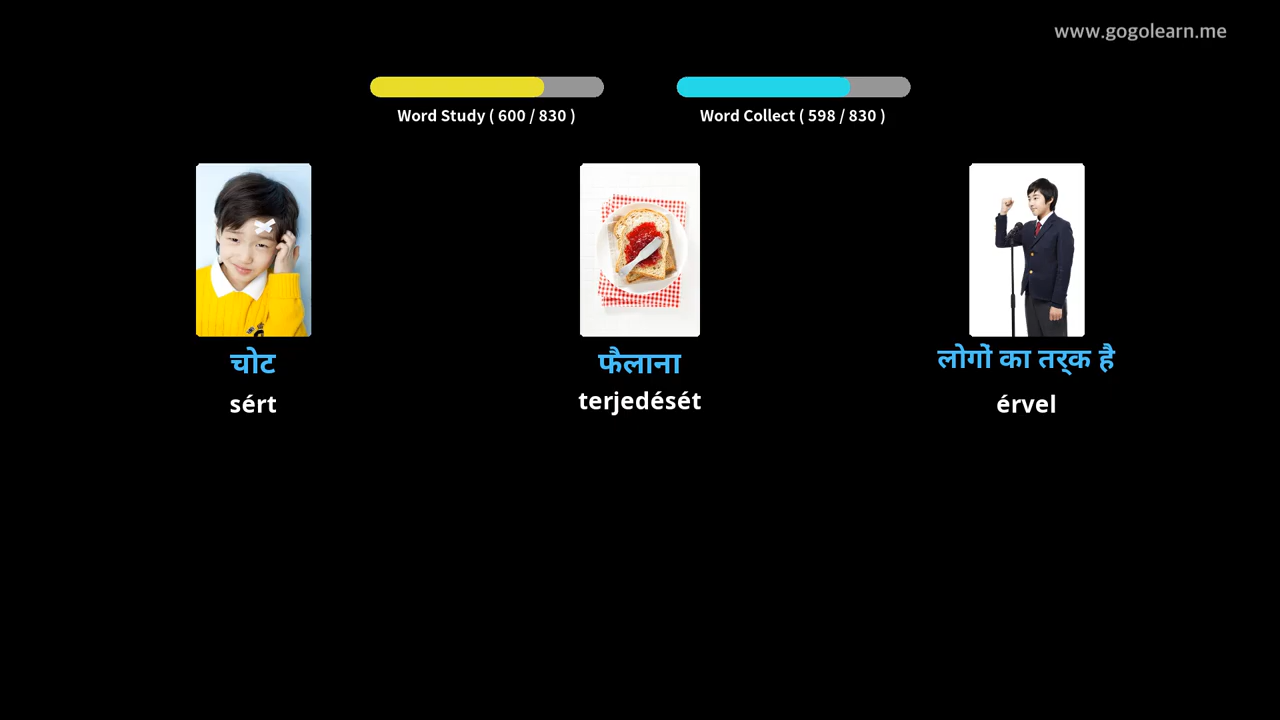 www.gogolearn.me
Word Study ( 600 / 830 )
Word Collect ( 598 / 830 )
चोट
फैलाना
लोगों का तर्क है
sért
terjedését
érvel